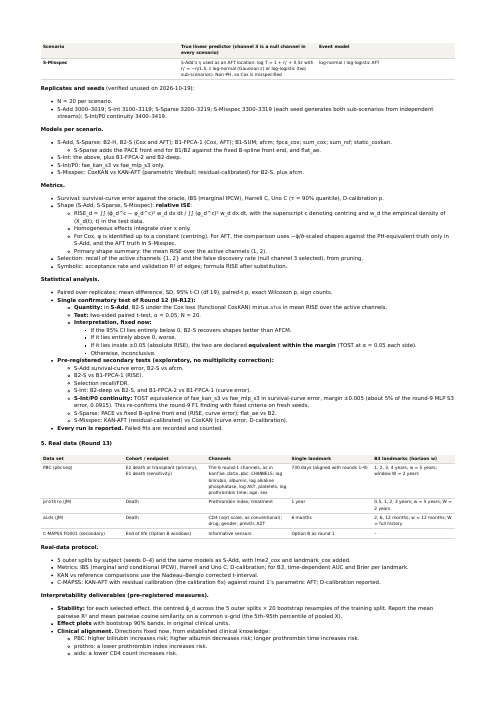 Scenario True linear predictor (channel 3 is a null channel in every scenario) Event model
S-Misspec S-Add's η used as an AFT location: log T = 1 + rη' + 0.5ε with log-normal / log-logistic AFT
ε log-normal (Gaussian ε) or log-logistic (two
sub-scenarios). Non-PH, so Cox is misspecified
Replicates and seeds (verified unused on 2026-10-19):
N = 20 per scenario.
S-Add 3000–3019; S-Int 3100–3119; S-Sparse 3200–3219; S-Misspec 3300–3319 (each seed generates both sub-scenarios from independent
streams); S-Int/P0 continuity 3400–3419.
Models per scenario.
S-Add, S-Sparse: B2-H, B2-S (Cox and AFT); B1-FPCA-1 (Cox, AFT); B1-SUM; afcm; fpca_cox; sum_cox; sum_rsf; static_coxkan.
S-Sparse adds the PACE front end for B1/B2 against the fixed B-spline front end, and flat_ae.
S-Int: the above, plus B1-FPCA-2 and B2-deep.
S-Int/P0: fae_kan_s3 vs fae_mlp_s3 only.
S-Misspec: CoxKAN vs KAN-AFT (parametric Weibull; residual-calibrated) for B2-S, plus afcm.
Metrics.
Survival: survival-curve error against the oracle, IBS (marginal IPCW), Harrell C, Uno C (τ = 90% quantile), D-calibration p.
Shape (S-Add, S-Sparse, S-Misspec): relative ISE:
RISE_d = ∫∫ (φ̂_d^c − φ_d^c)² w_d dx dt / ∫∫ (φ_d^c)² w_d dx dt, with the superscript c denoting centring and w_d the empirical density of
(X_d(t), t) in the test data.
Homogeneous effects integrate over x only.
For Cox, φ is identified up to a constant (centring). For AFT, the comparison uses −φ̂/σ̂-scaled shapes against the PH-equivalent truth only in
S-Add, and the AFT truth in S-Misspec.
Primary shape summary: the mean RISE over the active channels (1, 2).
Selection: recall of the active channels {1, 2} and the false discovery rate (null channel 3 selected), from pruning.
Symbolic: acceptance rate and validation R² of edges; formula RISE after substitution.
Statistical analysis.
Paired over replicates; mean difference, SD, 95% t-CI (df 19), paired-t p, exact Wilcoxon p, sign counts.
Single confirmatory test of Round 12 (H-R12):
Quantity: in S-Add, B2-S under the Cox loss (functional CoxKAN) minus afcm in mean RISE over the active channels.
Test: two-sided paired t-test, α = 0.05, N = 20.
Interpretation, fixed now:
If the 95% CI lies entirely below 0, B2-S recovers shapes better than AFCM.
If it lies entirely above 0, worse.
If it lies inside ±0.05 (absolute RISE), the two are declared equivalent within the margin (TOST at α = 0.05 each side).
Otherwise, inconclusive.
Pre-registered secondary tests (exploratory, no multiplicity correction):
S-Add survival-curve error, B2-S vs afcm.
B2-S vs B1-FPCA-1 (RISE).
Selection recall/FDR.
S-Int: B2-deep vs B2-S, and B1-FPCA-2 vs B1-FPCA-1 (curve error).
S-Int/P0 continuity: TOST equivalence of fae_kan_s3 vs fae_mlp_s3 in survival-curve error, margin ±0.005 (about 5% of the round-9 MLP S3
error, 0.0915). This re-confirms the round-9 F1 finding with fixed criteria on fresh seeds.
S-Sparse: PACE vs fixed B-spline front end (RISE, curve error); flat_ae vs B2.
S-Misspec: KAN-AFT (residual-calibrated) vs CoxKAN (curve error, D-calibration).
Every run is reported. Failed fits are recorded and counted.
5. Real data (Round 13)
Data set Cohort / endpoint Channels Single landmark B3 landmarks (horizon w)
PBC (pbcseq) E2 death or transplant (primary), E1 death (sensitivity) The 6 round-1 channels, as in kanfae.data.pbc.CHANNELS: log bilirubin, albumin, log alkaline phosphatase, log AST, platelets, log prothrombin time; age, sex 730 days (aligned with rounds 1–9) 1, 2, 3, 4 years; w = 5 years; window W = 2 years
prothro (JM) Death Prothrombin index, treatment 1 year 0.5, 1, 2, 3 years; w = 5 years; W = 2 years
aids (JM) Death CD4 (sqrt scale, as conventional); drug, gender, prevOI, AZT 6 months 2, 6, 12 months; w = 12 months; W = full history
C-MAPSS FD001 (secondary) End of life (Option B windows) Informative sensors Option B as round 1 –
Real-data protocol.
5 outer splits by subject (seeds 0–4) and the same models as S-Add, with lme2_cox and landmark_cox added.
Metrics: IBS (marginal and conditional IPCW), Harrell and Uno C, D-calibration; for B3, time-dependent AUC and Brier per landmark.
KAN vs reference comparisons use the Nadeau–Bengio corrected t-interval.
C-MAPSS: KAN-AFT with residual calibration (the calibration fix) against round 1's parametric AFT; D-calibration reported.
Interpretability deliverables (pre-registered measures).
Stability: for each selected effect, the centred φ̂_d across the 5 outer splits × 20 bootstrap resamples of the training split. Report the mean
pairwise R² and mean pairwise cosine similarity on a common x-grid (the 5th–95th percentile of pooled X).
Effect plots with bootstrap 90% bands, in original clinical units.
Clinical alignment. Directions fixed now, from established clinical knowledge:
PBC: higher bilirubin increases risk; higher albumin decreases risk; longer prothrombin time increases risk.
prothro: a lower prothrombin index increases risk.
aids: a lower CD4 count increases risk.